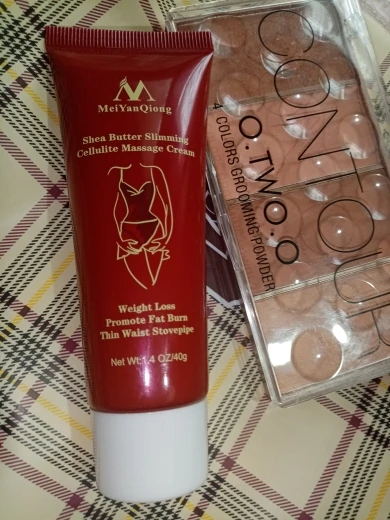 MeiYanQiong
Shea Butter Slimming
Cellulite Massage Cream
Weight Loss
Promote Fat Burn
Thin Waist Stovepipe
Net Wt:1.4 OZ/40g
CONTOUR
O.TWO.O
4 COLORS GROOMING POWDER